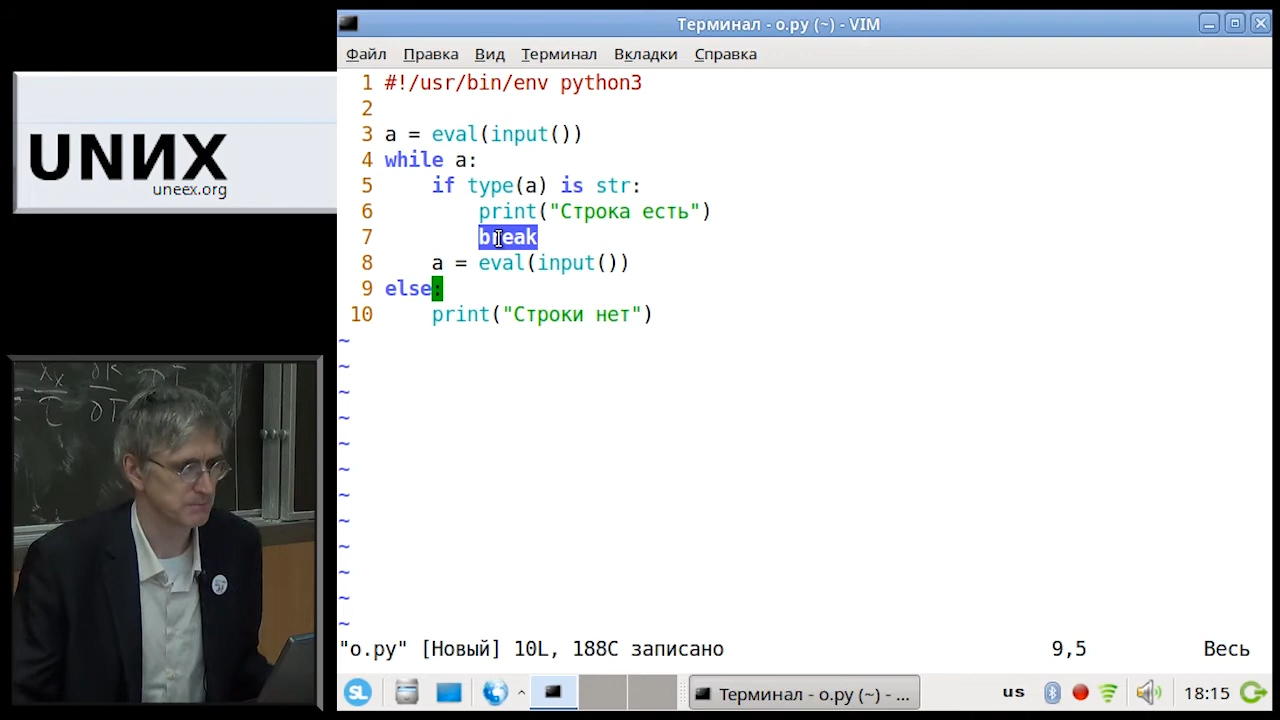 Терминал - o.py (~) - VIM
Файл Правка Вид Терминал Вкладки Справка
UNИX
uneex.org
1 #!/usr/bin/env python3
2
3 a = eval(input())
4 while a:
5 if type(a) is str:
6 print("Строка есть")
7 break
8 a = eval(input())
9 else:
10 print("Строки нет")
~
~
~
~
~
~
~
~
~
~
~
~
"o.py" [Новый] 10L, 188C записано 9,5 Весь
SL Терминал - o.py (~) - ... us 18:15